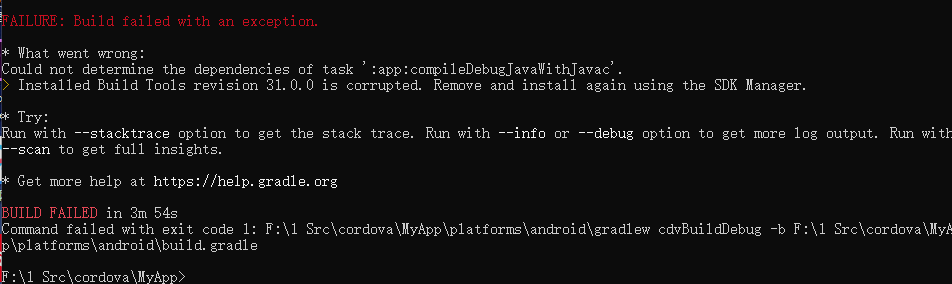 FAILURE: Build failed with an exception.
* What went wrong:
Could not determine the dependencies of task ':app:compileDebugJavaWithJavac'.
> Installed Build Tools revision 31.0.0 is corrupted. Remove and install again using the SDK Manager.
* Try:
Run with --stacktrace option to get the stack trace. Run with --info or --debug option to get more log output. Run with
--scan to get full insights.
* Get more help at https://help.gradle.org
BUILD FAILED in 3m 54s
Command failed with exit code 1: F:\1 Src\cordova\MyApp\platforms\android\gradlew cdvBuildDebug -b F:\1 Src\cordova\MyA
p\platforms\android\build.gradle
F:\1 Src\cordova\MyApp>